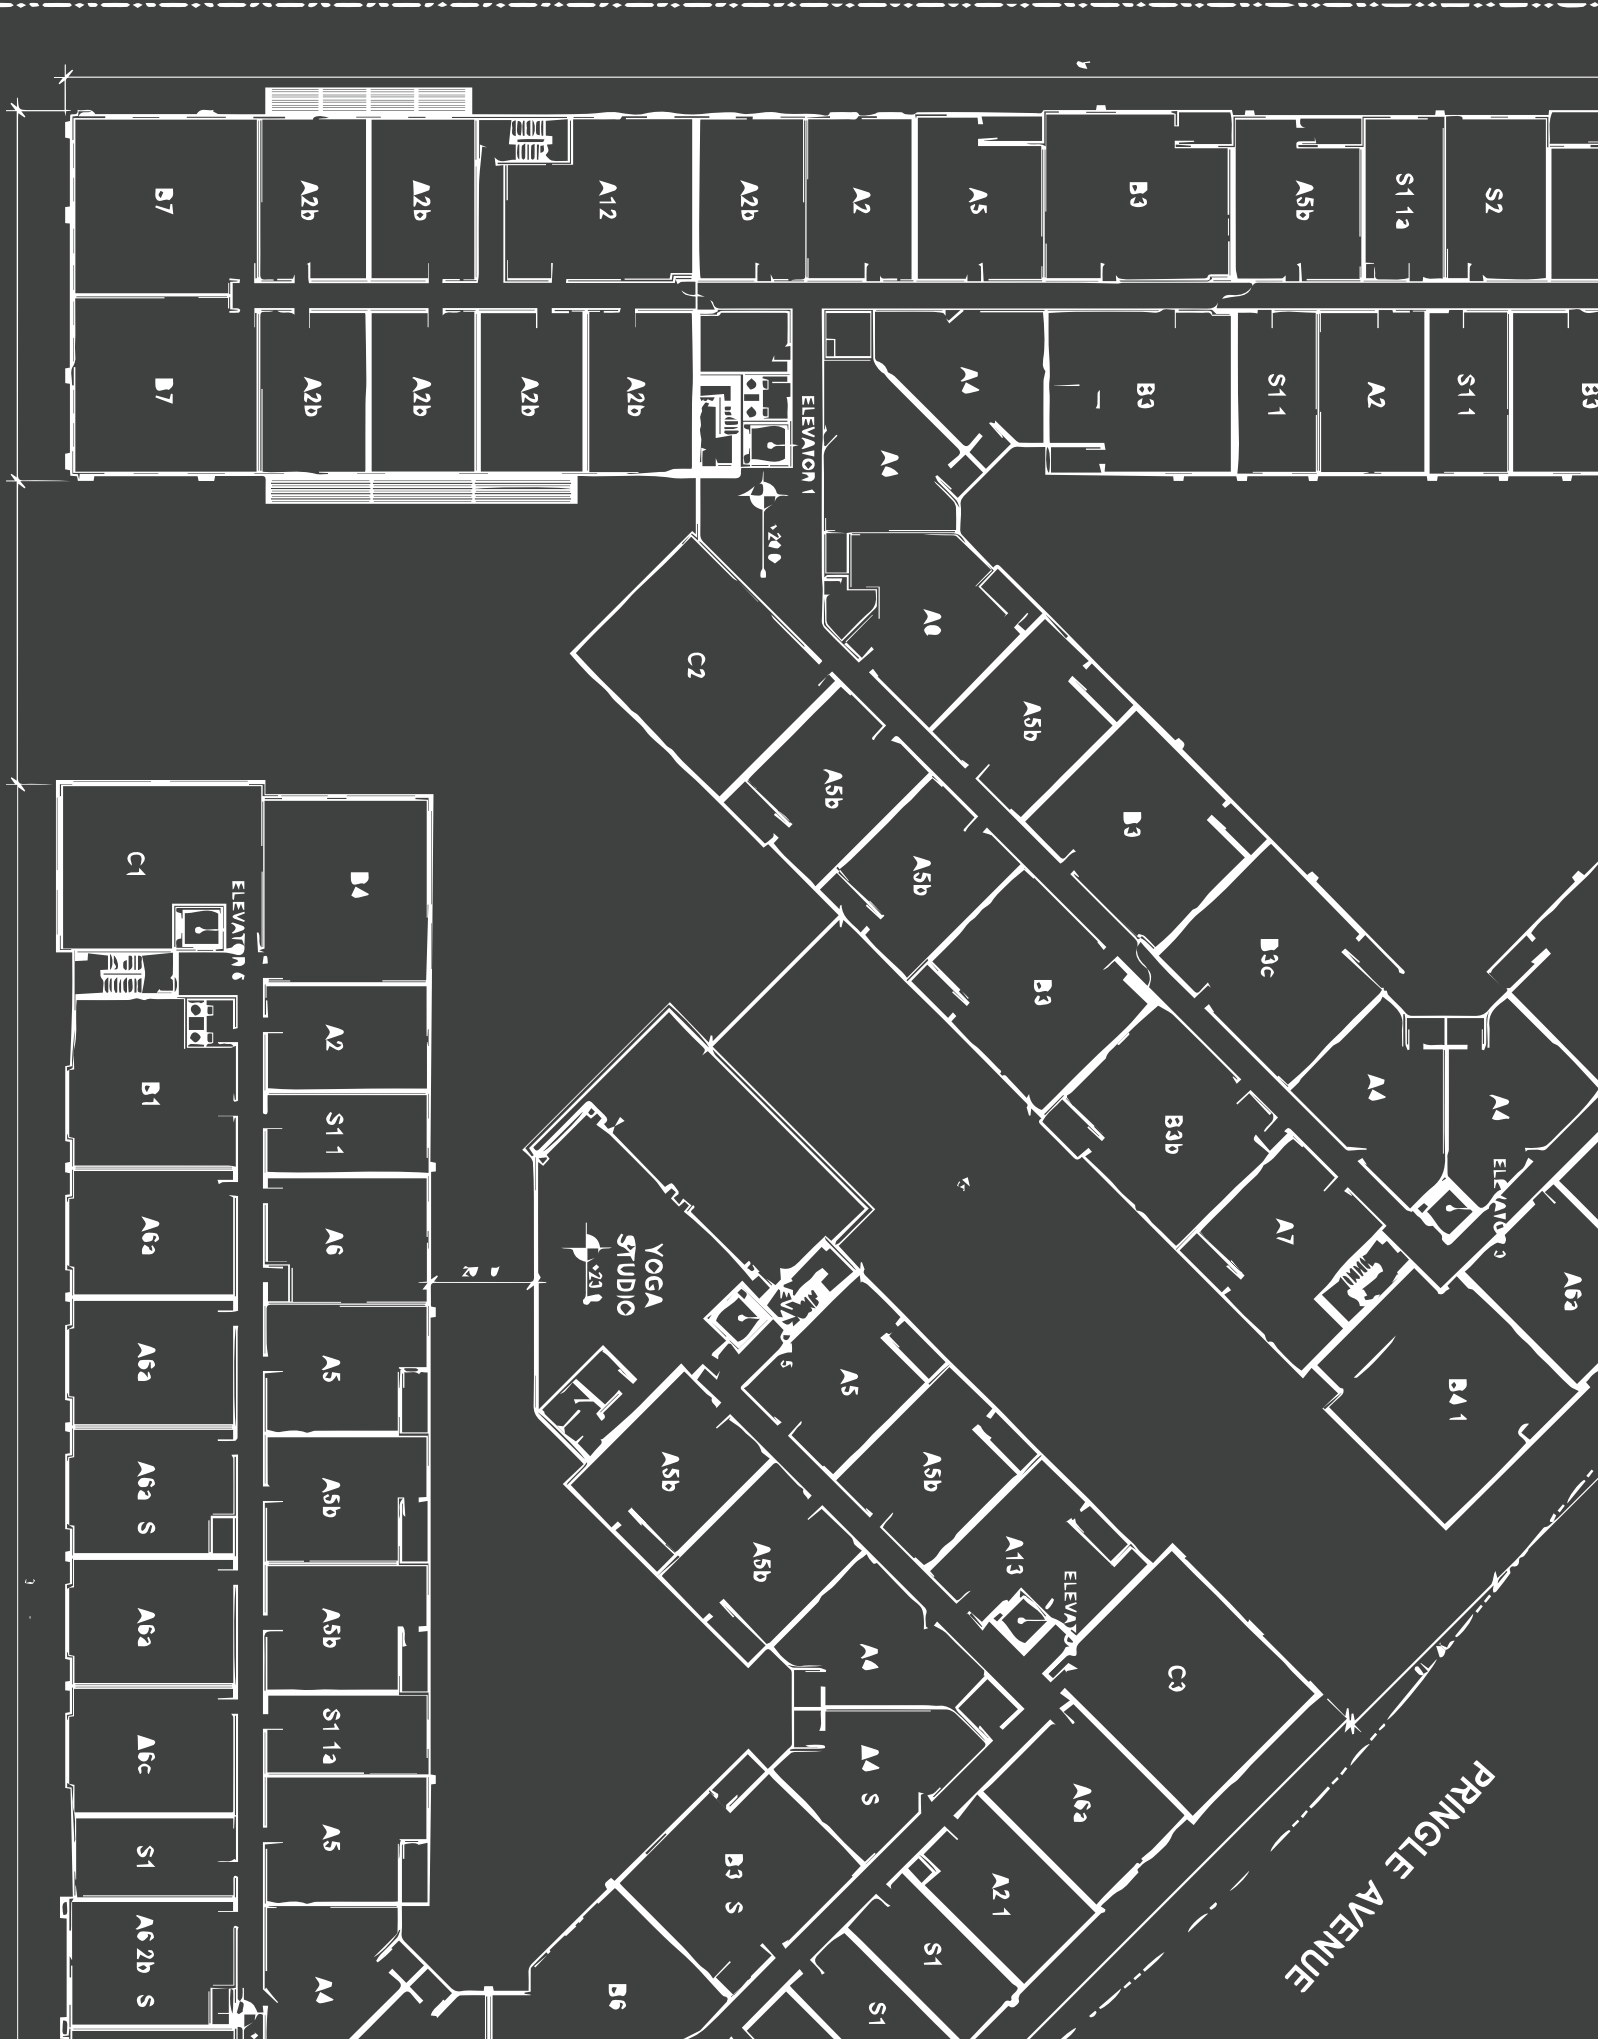 B7
A2b
A2b
A12
A2b
A2
A5
B3
A5b
S1 1a
S2
B7
A2b
A2b
A2b
A2b
ELEVATOR 1
A4
A4
B3
S1 1
A2
S1 1
B3
C2
A5b
B3
A5b
A5b
B3c
B3
B3b
A4
A4
A7
A6a
B4 1
C1
ELEVATOR 6
B4
A2
B1
S1 1
A6a
A6
A6a
A5
A6a S
A5b
A6a
A5b
A6c
S1 1a
S1
A5
A6 2b S
A4
YOGA
STUDIO
A5
A5b
A5b
A5b
A13
A4
C3
A4 S
A6a
B3 S
A2 1
S1
B6
S1
PRINGLE AVENUE